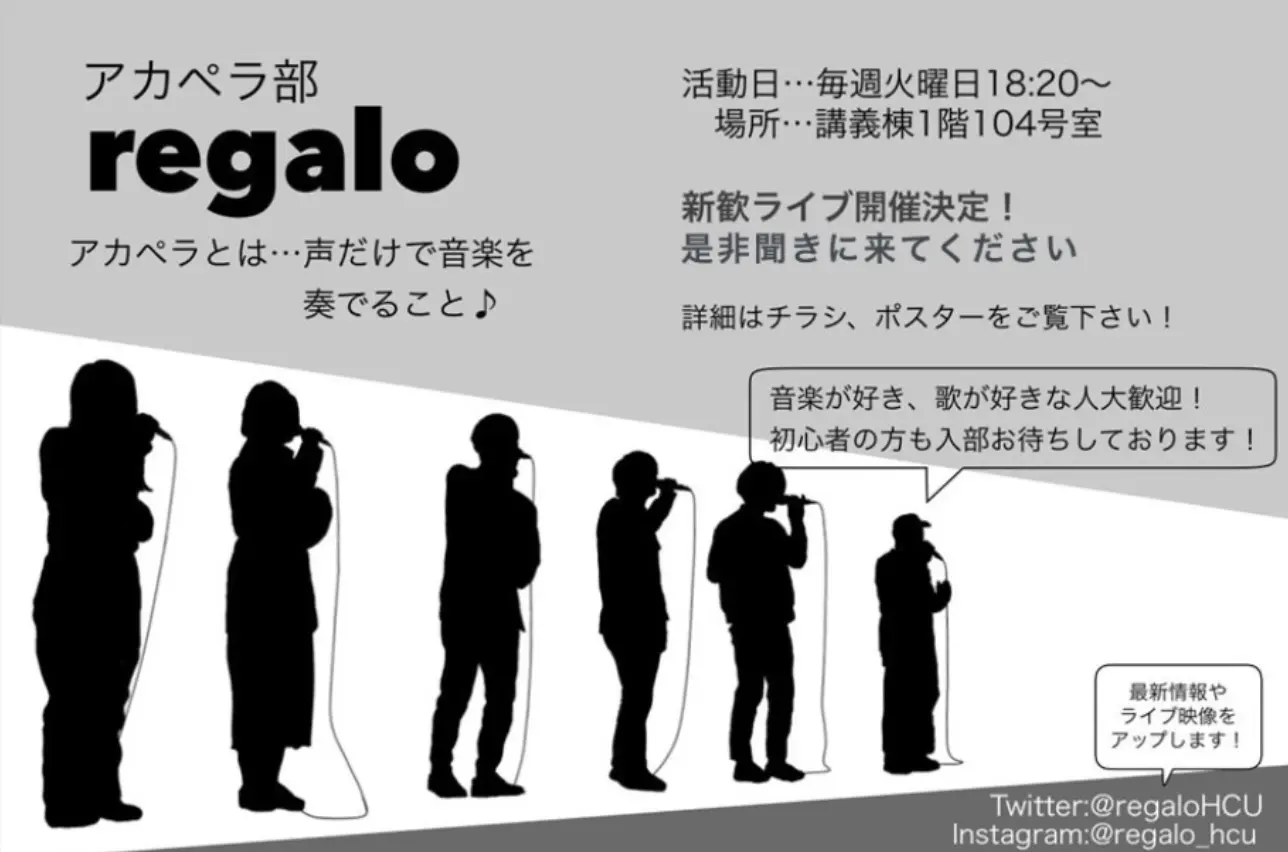 アカペラ部
regalo
アカペラとは…声だけで音楽を
奏でること♪
活動日…毎週火曜日18:20〜
場所…講義棟1階104号室
新歓ライブ開催決定！
是非聞きに来てください
詳細はチラシ、ポスターをご覧下さい！
音楽が好き、歌が好きな人大歓迎！
初心者の方も入部お待ちしております！
最新情報や
ライブ映像を
アップします！
Twitter:@regaloHCU
Instagram:@regalo_hcu